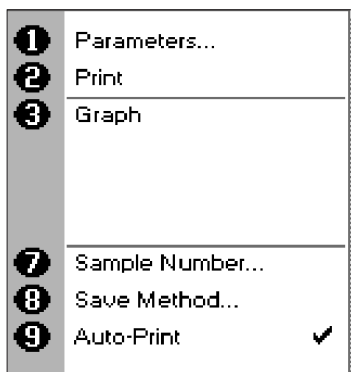 1 Parameters...
2 Print
3 Graph
7 Sample Number...
8 Save Method...
9 Auto-Print ✓